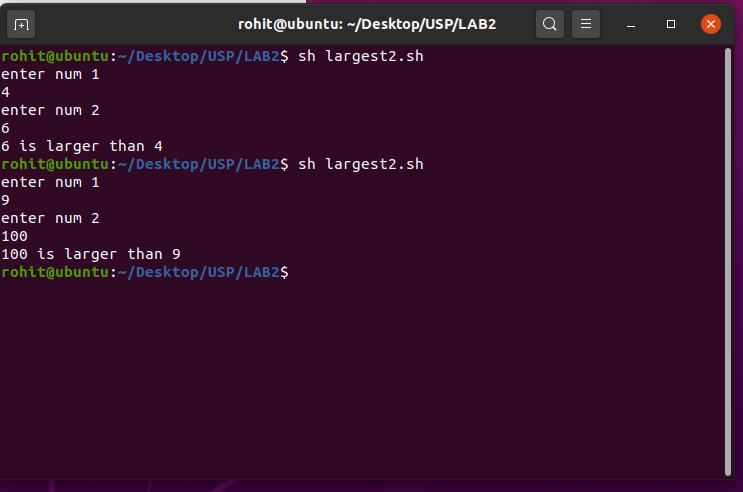 rohit@ubuntu: ~/Desktop/USP/LAB2
rohit@ubuntu:~/Desktop/USP/LAB2$ sh largest2.sh
enter num 1
4
enter num 2
6
6 is larger than 4
rohit@ubuntu:~/Desktop/USP/LAB2$ sh largest2.sh
enter num 1
9
enter num 2
100
100 is larger than 9
rohit@ubuntu:~/Desktop/USP/LAB2$